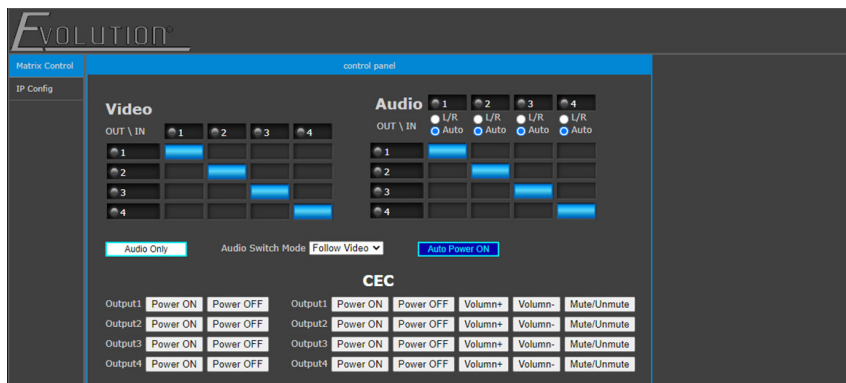 EVOLUTION®
Matrix Control
control panel
IP Config
Video
OUT \ IN 1 2 3 4
1
2
3
4
Audio 1 2 3 4
L/R L/R L/R L/R
OUT \ IN Auto Auto Auto Auto
1
2
3
4
Audio Only Audio Switch Mode Follow Video Auto Power ON
CEC
Output1 Power ON Power OFF Output1 Power ON Power OFF Volumn+ Volumn- Mute/Unmute
Output2 Power ON Power OFF Output2 Power ON Power OFF Volumn+ Volumn- Mute/Unmute
Output3 Power ON Power OFF Output3 Power ON Power OFF Volumn+ Volumn- Mute/Unmute
Output4 Power ON Power OFF Output4 Power ON Power OFF Volumn+ Volumn- Mute/Unmute